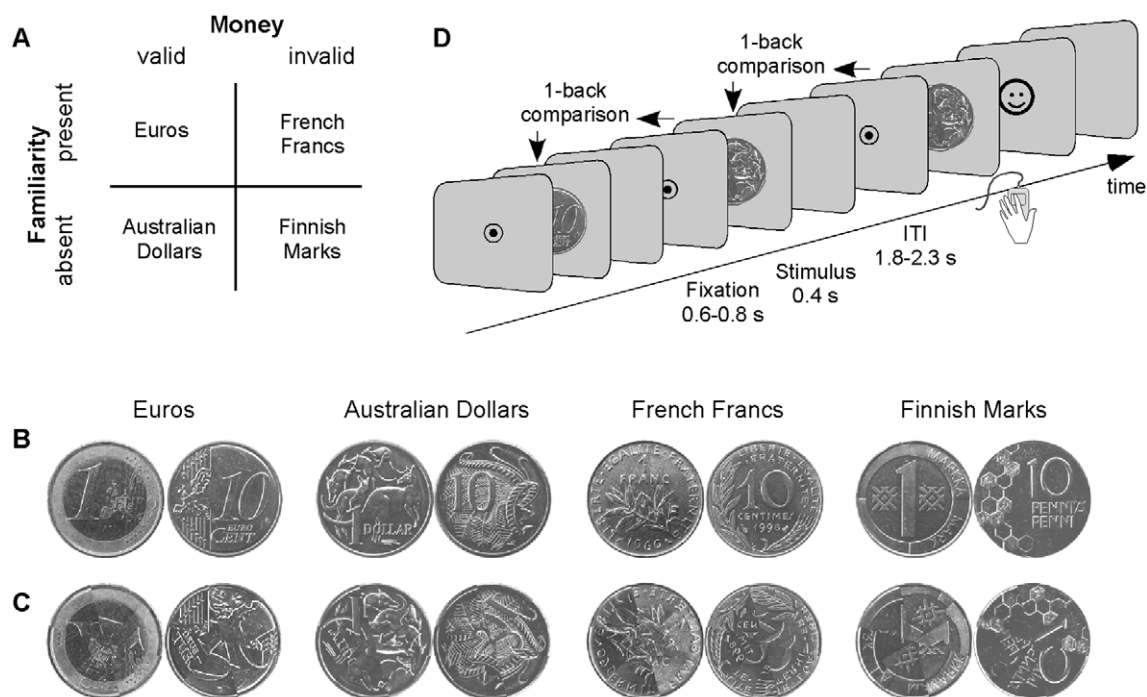 A
Money
valid
invalid
Familiarity
present
absent
Euros
French
Francs
Australian
Dollars
Finnish
Marks
D
1-back
comparison
1-back
comparison
10
CENT
time
ITI
1.8-2.3 s
Stimulus
0.4 s
Fixation
0.6-0.8 s
Euros
Australian Dollars
French Francs
Finnish Marks
B
1
10
EURO
CENT
DOLLAR
10
1
FRANC
1960
10
CENTIMES
1998
1
MARKKA
MARK
10
PENNIÄ
PENNI
C